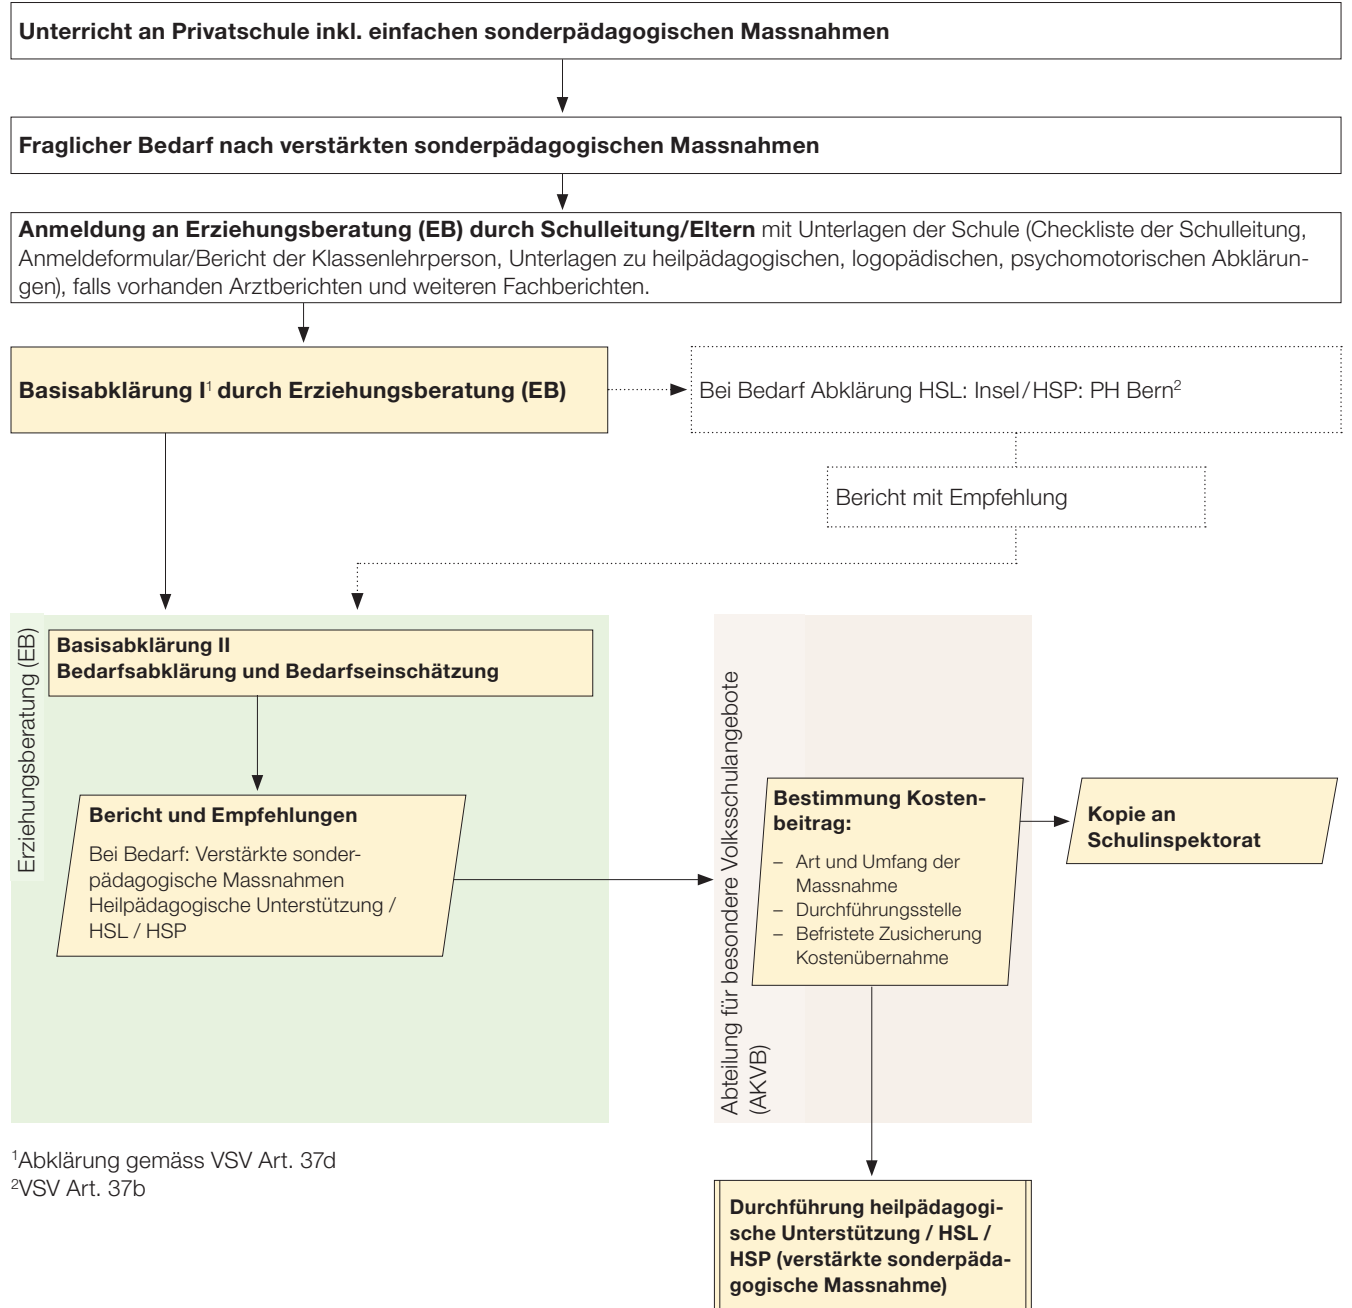 Unterricht an Privatschule inkl. einfachen sonderpädagogischen Massnahmen
Fraglicher Bedarf nach verstärkten sonderpädagogischen Massnahmen
Anmeldung an Erziehungsberatung (EB) durch Schulleitung/Eltern mit Unterlagen der Schule (Checkliste der Schulleitung,
Anmeldeformular/Bericht der Klassenlehrperson, Unterlagen zu heilpädagogischen, logopädischen, psychomotorischen Abklärun-
gen), falls vorhanden Arztberichten und weiteren Fachberichten.
Basisabklärung I¹ durch Erziehungsberatung (EB)
Bei Bedarf Abklärung HSL: Insel/HSP: PH Bern²
Bericht mit Empfehlung
Erziehungsberatung (EB)
Basisabklärung II
Bedarfsabklärung und Bedarfseinschätzung
Bericht und Empfehlungen
Bei Bedarf: Verstärkte sonder-
pädagogische Massnahmen
Heilpädagogische Unterstützung /
HSL / HSP
Abteilung für besondere Volksschulangebote
(AKVB)
Bestimmung Kosten-
beitrag:
– Art und Umfang der
Massnahme
– Durchführungsstelle
– Befristete Zusicherung
Kostenübernahme
Kopie an
Schulinspektorat
Durchführung heilpädagogi-
sche Unterstützung / HSL /
HSP (verstärkte sonderpäda-
gogische Massnahme)
¹Abklärung gemäss VSV Art. 37d
²VSV Art. 37b